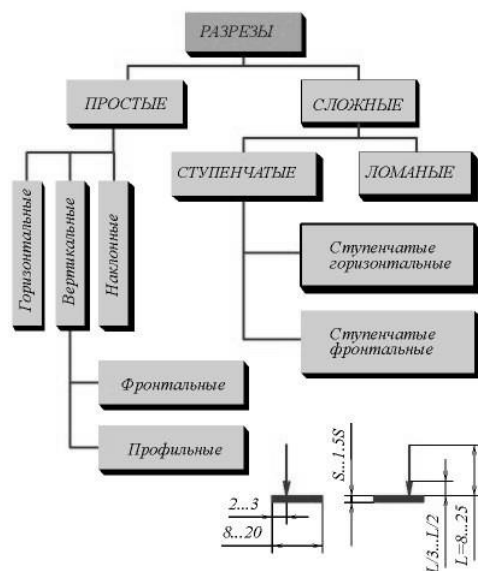 РАЗРЕЗЫ
ПРОСТЫЕ
СЛОЖНЫЕ
СТУПЕНЧАТЫЕ
ЛОМАНЫЕ
Горизонтальные
Вертикальные
Наклонные
Ступенчатые
горизонтальные
Ступенчатые
фронтальные
Фронтальные
Профильные
2...3
8...20
S...1.5S
L/3...L/2
L=8...25